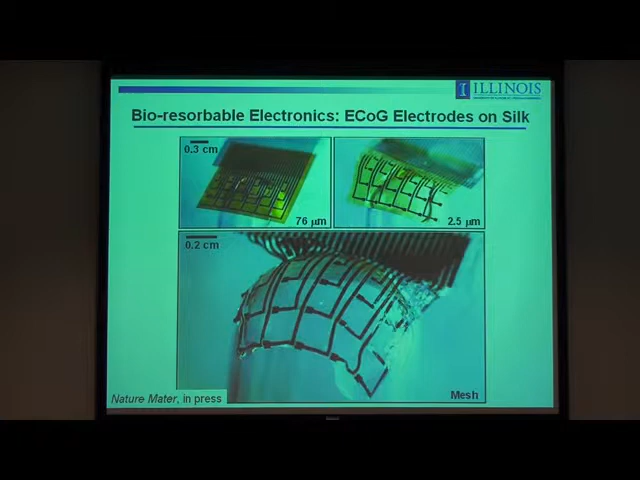 ILLINOIS
Bio-resorbable Electronics: ECoG Electrodes on Silk
0.3 cm
76 μm
2.5 μm
0.2 cm
Mesh
Nature Mater, in press